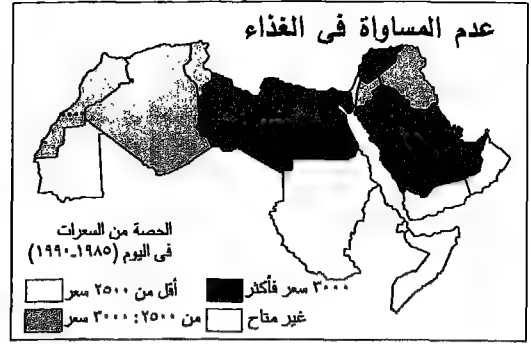 عدم المساواة فى الغذاء
الحصة من السعرات
فى اليوم (١٩٨٥-١٩٩٠)
٣٠٠٠ سعر فأكثر
أقل من ٢٥٠٠ سعر
غير متاح
من ٢٥٠٠ : ٣٠٠٠ سعر